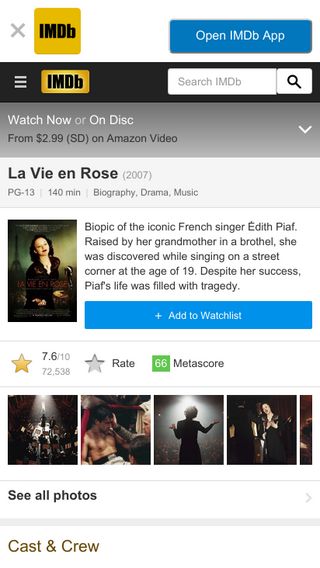 IMDb
Open IMDb App
IMDb
Search IMDb
Watch Now or On Disc
From $2.99 (SD) on Amazon Video
La Vie en Rose (2007)
PG-13 | 140 min | Biography, Drama, Music
LA VIE EN ROSE
Biopic of the iconic French singer Édith Piaf.
Raised by her grandmother in a brothel, she
was discovered while singing on a street
corner at the age of 19. Despite her success,
Piaf's life was filled with tragedy.
+ Add to Watchlist
7.6/10
72,538
Rate
66 Metascore
See all photos
Cast & Crew